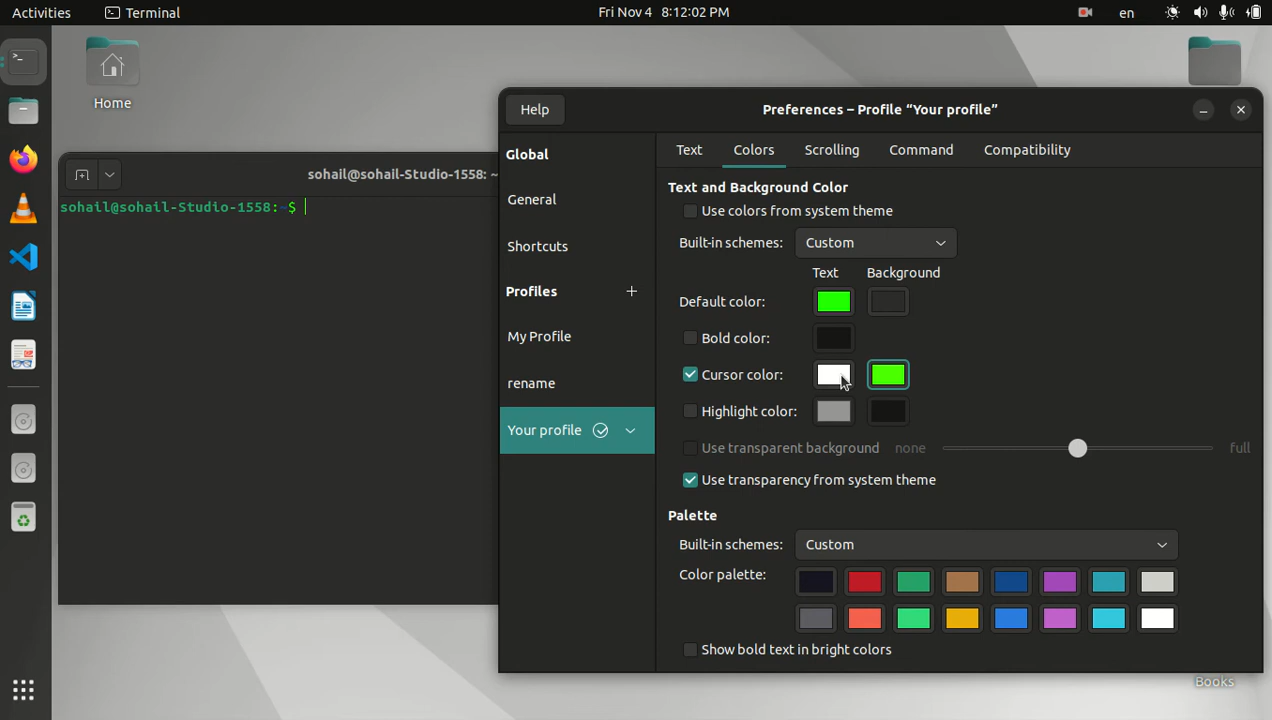 Activities Terminal Fri Nov 4 8:12:02 PM en
Home
Help Preferences – Profile “Your profile”
sohail@sohail-Studio-1558: ~
sohail@sohail-Studio-1558:~$
Global
General
Shortcuts
Profiles +
My Profile
rename
Your profile
Text Colors Scrolling Command Compatibility
Text and Background Color
Use colors from system theme
Built-in schemes: Custom
Text Background
Default color:
Bold color:
Cursor color:
Highlight color:
Use transparent background none full
Use transparency from system theme
Palette
Built-in schemes: Custom
Color palette:
Show bold text in bright colors
Books